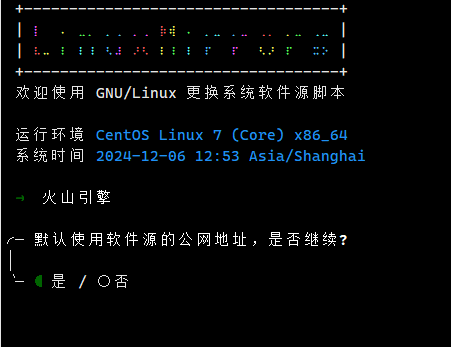 欢迎使用 GNU/Linux 更换系统软件源脚本
运行环境 CentOS Linux 7 (Core) x86_64
系统时间 2024-12-06 12:53 Asia/Shanghai
→ 火山引擎
默认使用软件源的公网地址，是否继续?
是 / 〇否